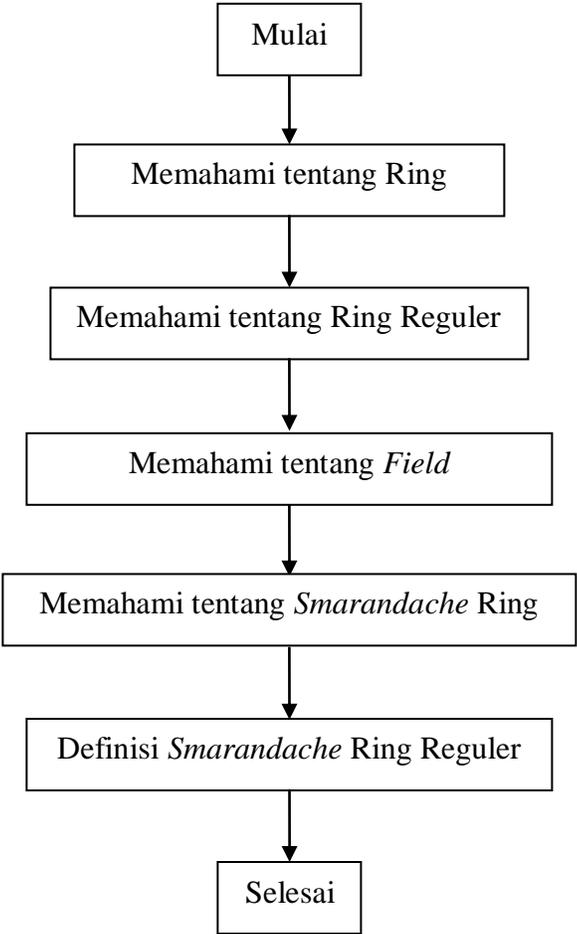 Mulai
Memahami tentang Ring
Memahami tentang Ring Reguler
Memahami tentang Field
Memahami tentang Smarandache Ring
Definisi Smarandache Ring Reguler
Selesai